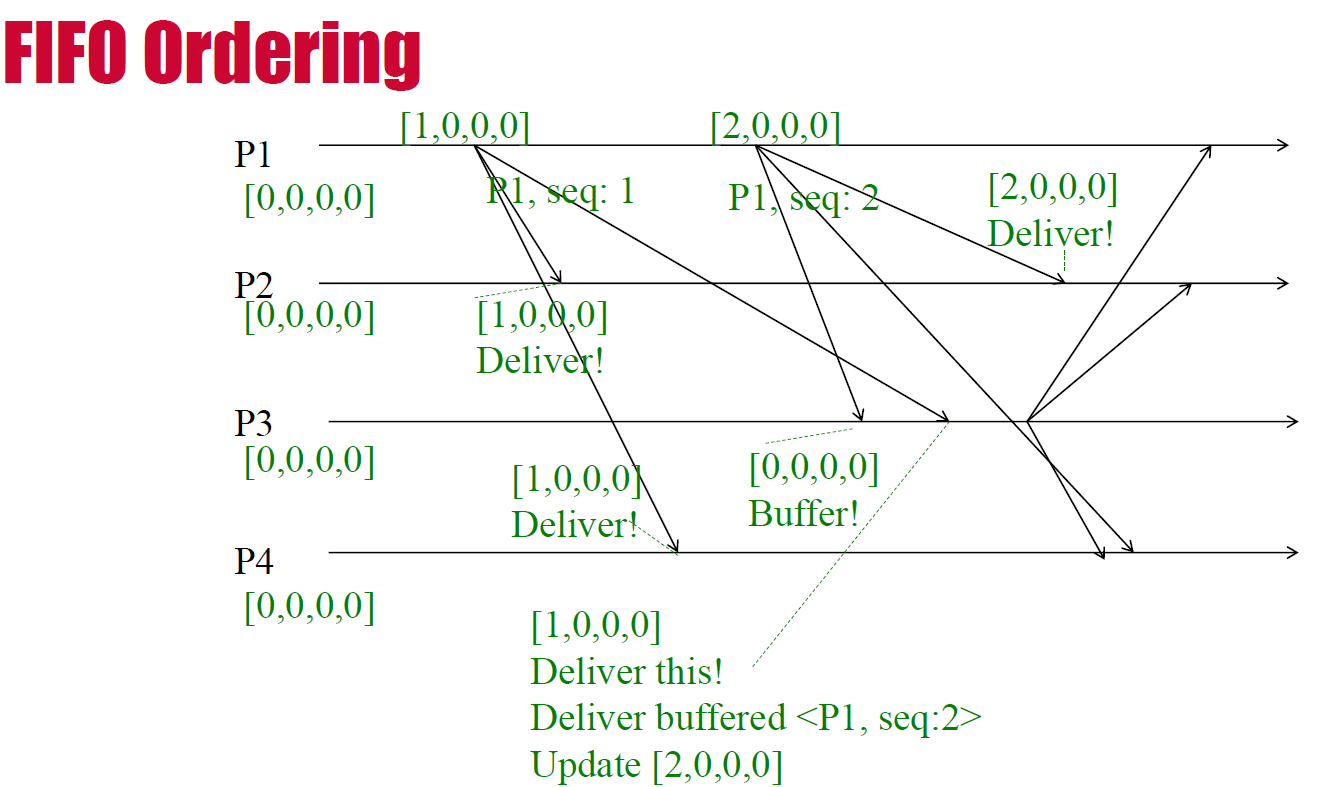 FIFO Ordering
[1,0,0,0]
[2,0,0,0]
P1
[0,0,0,0]
P1, seq: 1
P1, seq: 2
[2,0,0,0]
Deliver!
P2
[0,0,0,0]
[1,0,0,0]
Deliver!
P3
[0,0,0,0]
[1,0,0,0]
Deliver!
[0,0,0,0]
Buffer!
P4
[0,0,0,0]
[1,0,0,0]
Deliver this!
Deliver buffered <P1, seq:2>
Update [2,0,0,0]